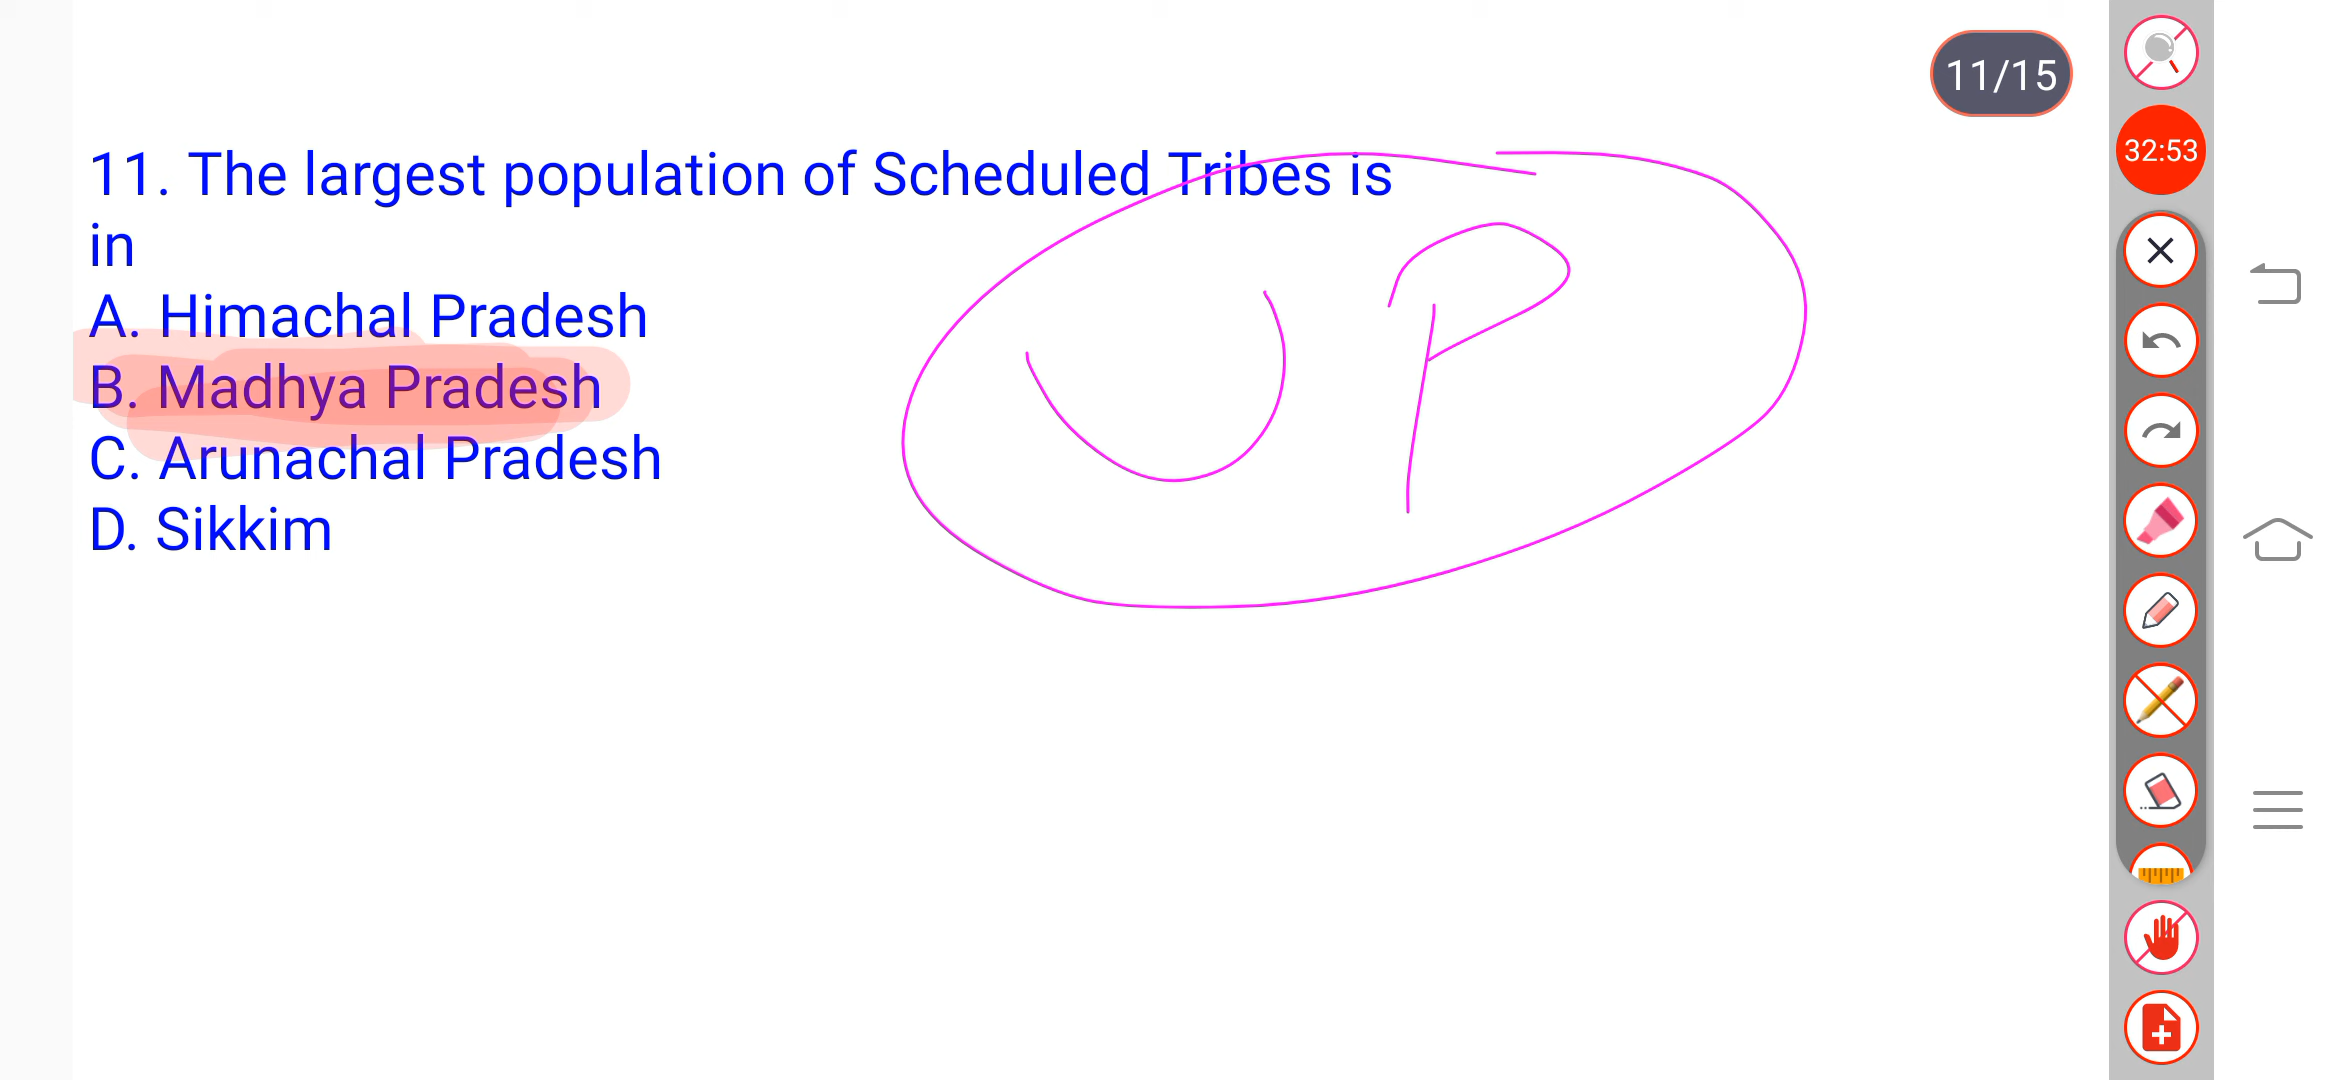 11/15
32:53
11. The largest population of Scheduled Tribes is
in
A. Himachal Pradesh
B. Madhya Pradesh
C. Arunachal Pradesh
D. Sikkim
UP